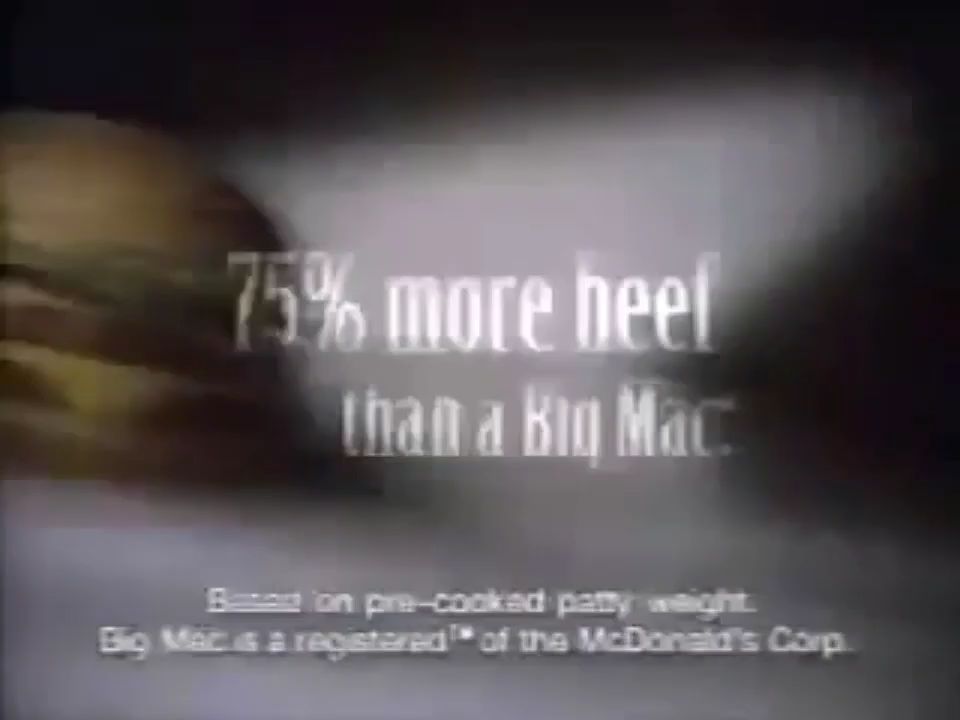 75% more beef
than a Big Mac.
Based on pre-cooked patty weight.
Big Mac is a registered™ of the McDonald's Corp.